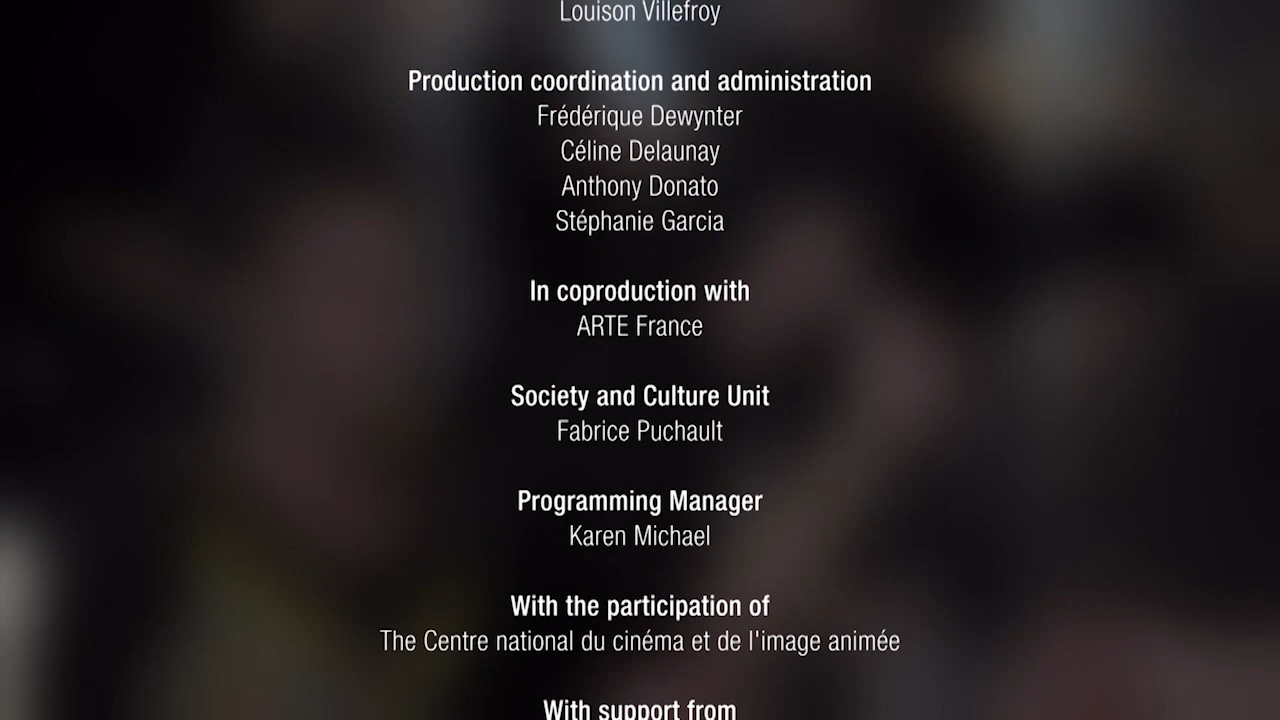 Louison Villefroy
Production coordination and administration
Frédérique Dewynter
Céline Delaunay
Anthony Donato
Stéphanie Garcia
In coproduction with
ARTE France
Society and Culture Unit
Fabrice Puchault
Programming Manager
Karen Michael
With the participation of
The Centre national du cinéma et de l'image animée
With support from